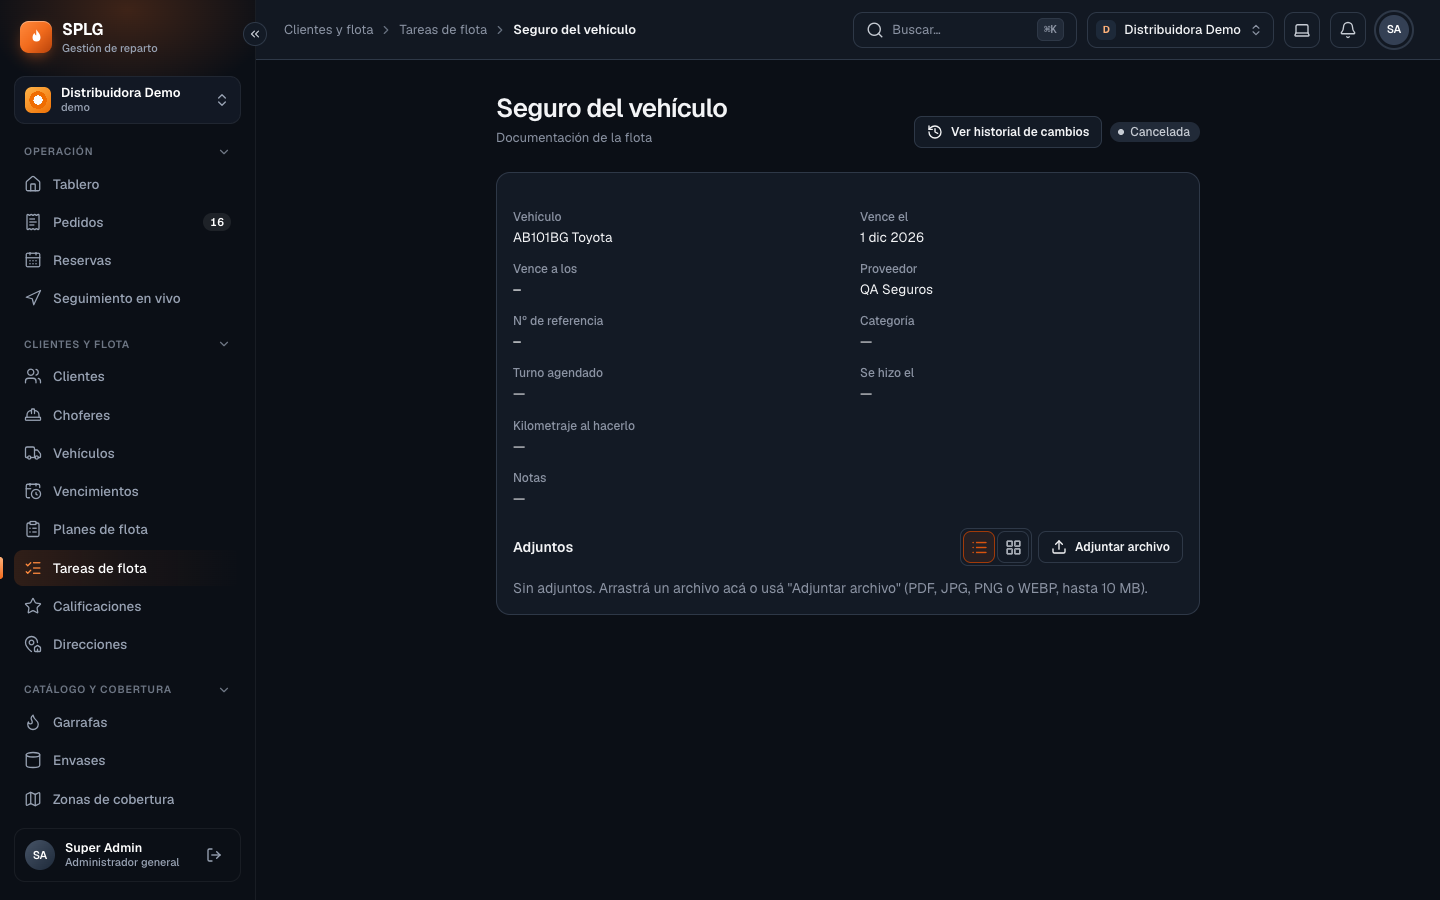 SPLG
Gestión de reparto
Distribuidora Demo
demo
OPERACIÓN
Tablero
Pedidos 16
Reservas
Seguimiento en vivo
CLIENTES Y FLOTA
Clientes
Choferes
Vehículos
Vencimientos
Planes de flota
Tareas de flota
Calificaciones
Direcciones
CATÁLOGO Y COBERTURA
Garrafas
Envases
Zonas de cobertura
SA
Super Admin
Administrador general
Clientes y flota > Tareas de flota > Seguro del vehículo
Buscar... ⌘K
D Distribuidora Demo
SA
Seguro del vehículo
Documentación de la flota
Ver historial de cambios
Cancelada
Vehículo
AB101BG Toyota
Vence el
1 dic 2026
Vence a los
–
Proveedor
QA Seguros
N° de referencia
–
Categoría
—
Turno agendado
—
Se hizo el
—
Kilometraje al hacerlo
—
Notas
—
Adjuntos
Adjuntar archivo
Sin adjuntos. Arrastrá un archivo acá o usá "Adjuntar archivo" (PDF, JPG, PNG o WEBP, hasta 10 MB).